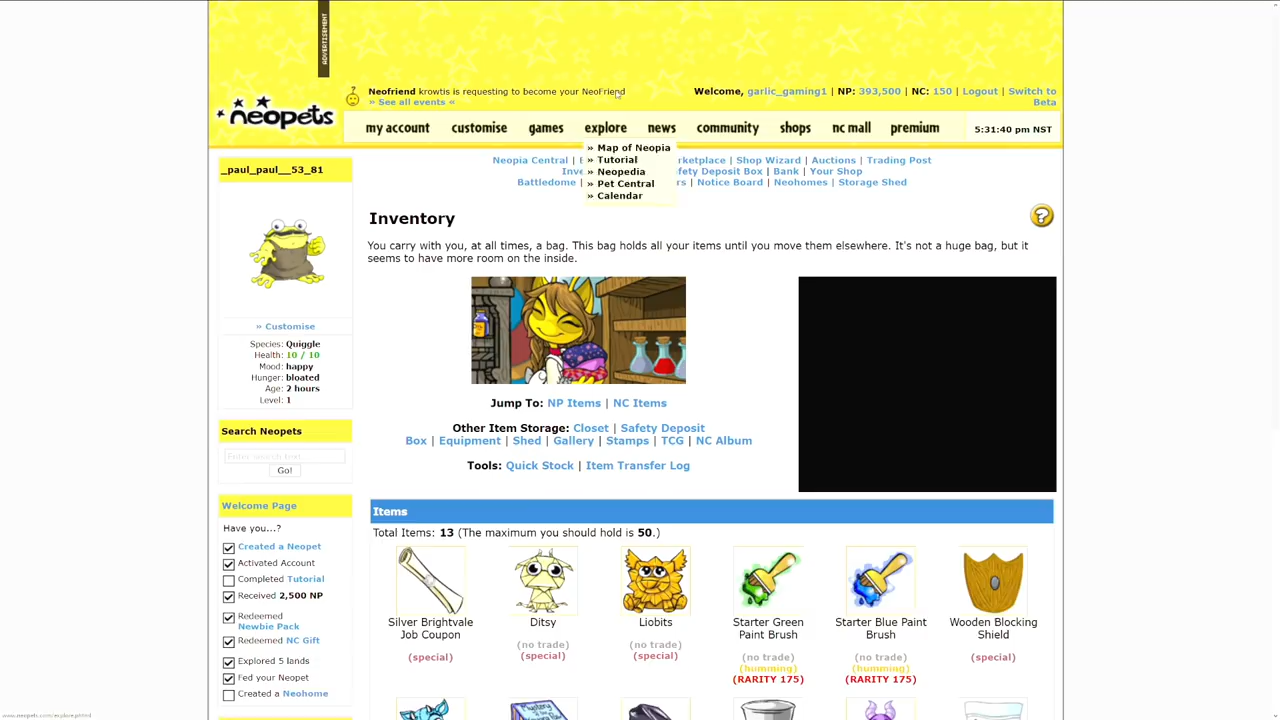 ADVERTISEMENT
Neofriend krowtis is requesting to become your NeoFriend
» See all events «
Welcome, garlic_gaming1 | NP: 393,500 | NC: 150 | Logout | Switch to
Beta
neopets
my account customise games explore news community shops nc mall premium
5:31:40 pm NST
» Map of Neopia
» Tutorial
» Neopedia
» Pet Central
» Calendar
Neopia Central | rketplace | Shop Wizard | Auctions | Trading Post
Inve fety Deposit Box | Bank | Your Shop
Battledome | rs | Notice Board | Neohomes | Storage Shed
_paul_paul__53_81
» Customise
Species: Quiggle
Health: 10 / 10
Mood: happy
Hunger: bloated
Age: 2 hours
Level: 1
Search Neopets
Enter search text
Go!
Welcome Page
Have you...?
Created a Neopet
Activated Account
Completed Tutorial
Received 2,500 NP
Redeemed
Newbie Pack
Redeemed NC Gift
Explored 5 lands
Fed your Neopet
Created a Neohome
Inventory
You carry with you, at all times, a bag. This bag holds all your items until you move them elsewhere. It's not a huge bag, but it
seems to have more room on the inside.
Jump To: NP Items | NC Items
Other Item Storage: Closet | Safety Deposit
Box | Equipment | Shed | Gallery | Stamps | TCG | NC Album
Tools: Quick Stock | Item Transfer Log
Items
Total Items: 13 (The maximum you should hold is 50.)
Silver Brightvale
Job Coupon
(special)
Ditsy
(no trade)
(special)
Liobits
(no trade)
(special)
Starter Green
Paint Brush
(no trade)
(humming)
(RARITY 175)
Starter Blue Paint
Brush
(no trade)
(humming)
(RARITY 175)
Wooden Blocking
Shield
(special)
www.neopets.com/explore.phtml